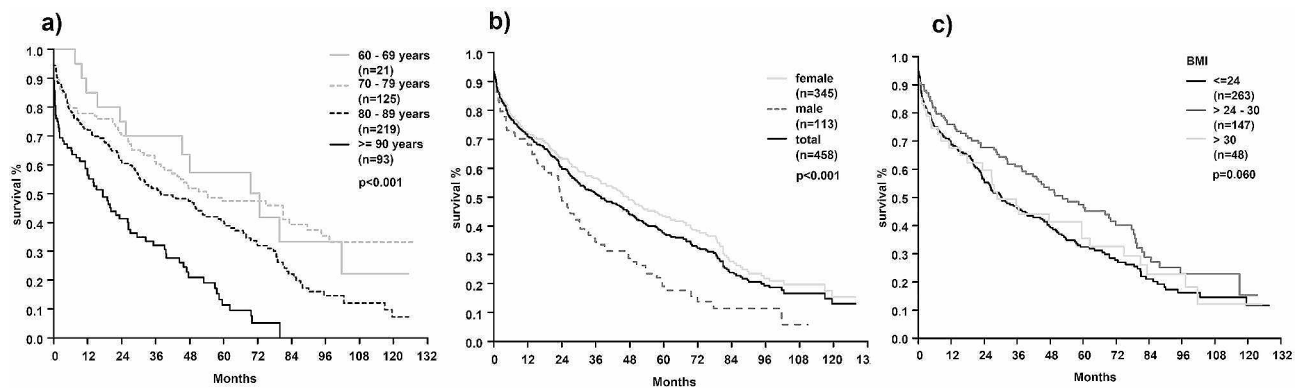 a)
60 - 69 years
(n=21)
70 - 79 years
(n=125)
80 - 89 years
(n=219)
>= 90 years
(n=93)
p<0.001
survival %
1.0
0.9
0.8
0.7
0.6
0.5
0.4
0.3
0.2
0.1
0.0
0 12 24 36 48 60 72 84 96 108 120 132
Months
b)
female
(n=345)
male
(n=113)
total
(n=458)
p<0.001
survival %
1.0
0.9
0.8
0.7
0.6
0.5
0.4
0.3
0.2
0.1
0.0
0 12 24 36 48 60 72 84 96 108 120 13
Months
c)
BMI
<=24
(n=263)
> 24 - 30
(n=147)
> 30
(n=48)
p=0.060
survival %
1.0
0.9
0.8
0.7
0.6
0.5
0.4
0.3
0.2
0.1
0.0
0 12 24 36 48 60 72 84 96 108 120 132
Months